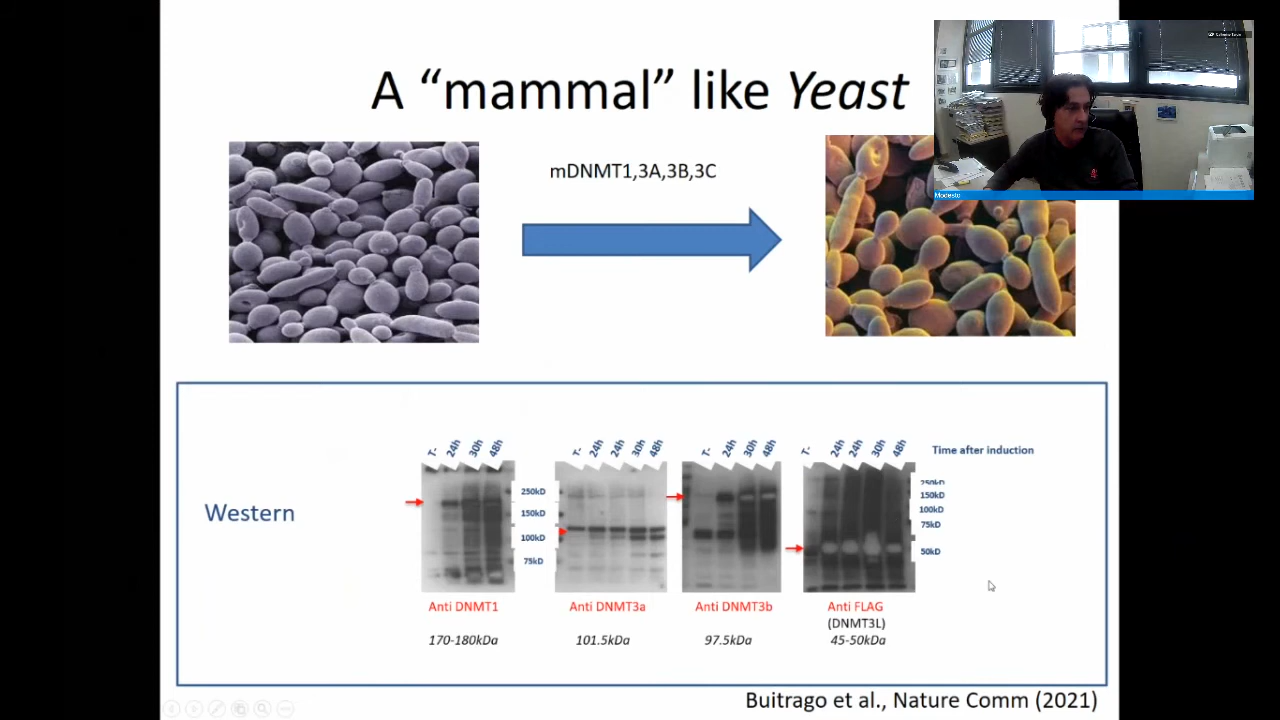 A “mammal” like Yeast
mDNMT1,3A,3B,3C
Modesto
T-
24h
30h
48h
T-
24h
24h
30h
48h
T-
24h
30h
48h
T-
24h
24h
30h
48h
Time after induction
Western
250kD
150kD
100kD
75kD
250kD
150kD
100kD
75kD
50kD
Anti DNMT1
Anti DNMT3a
Anti DNMT3b
Anti FLAG
(DNMT3L)
170-180kDa
101.5kDa
97.5kDa
45-50kDa
Buitrago et al., Nature Comm (2021)